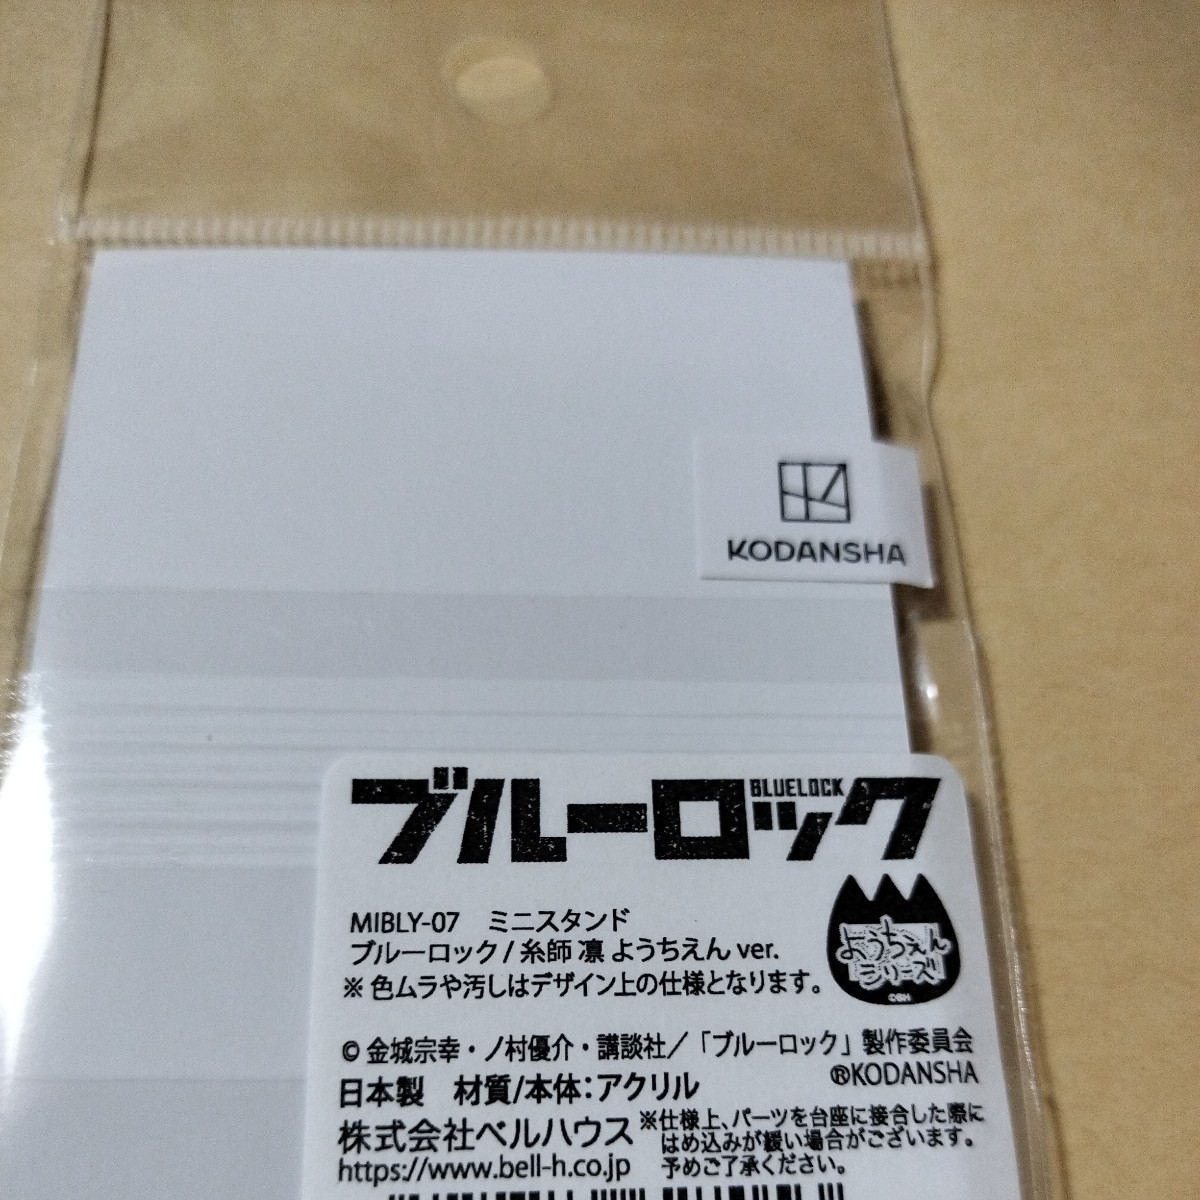 KODANSHA
ブルーロック
BLUELOCK
MIBLY-07 ミニスタンド
ブルーロック / 糸師 凛 ようちえん ver.
※ 色ムラや汚しはデザイン上の仕様となります。
ようちえん
シリーズ
©BH
© 金城宗幸・ノ村優介・講談社／「ブルーロック」製作委員会
®KODANSHA
日本製 材質/本体：アクリル
株式会社ベルハウス
https://www.bell-h.co.jp
※仕様上、パーツを台座に接合した際に
はめ込みが緩い場合がございます。
予めご了承ください。